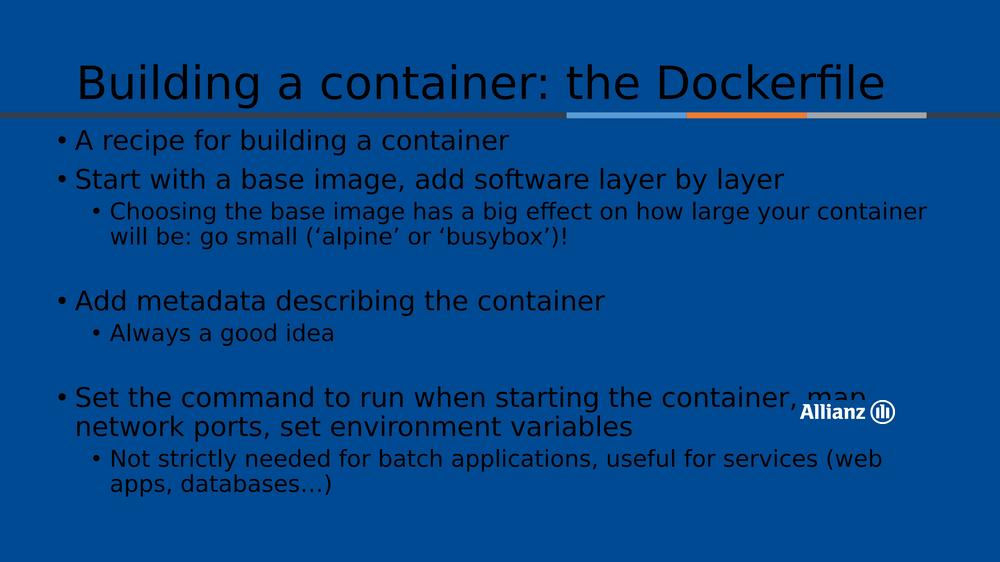 Building a container: the Dockerfile
• A recipe for building a container
• Start with a base image, add software layer by layer
• Choosing the base image has a big effect on how large your container
will be: go small (‘alpine’ or ‘busybox’)!
• Add metadata describing the container
• Always a good idea
• Set the command to run when starting the container, map
network ports, set environment variables
Allianz
• Not strictly needed for batch applications, useful for services (web
apps, databases…)